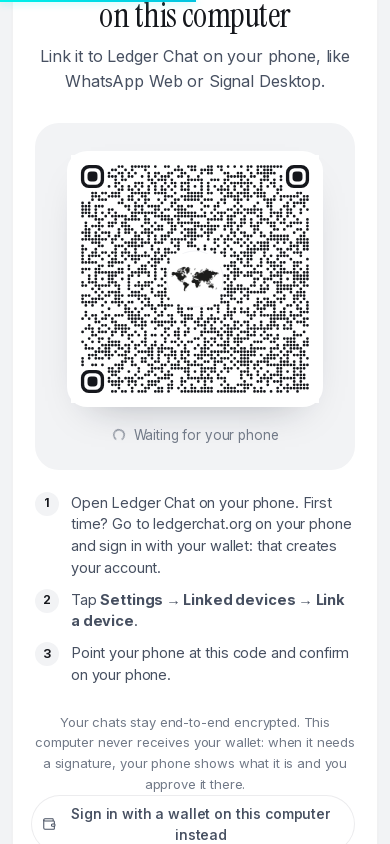 on this computer
Link it to Ledger Chat on your phone, like
WhatsApp Web or Signal Desktop.
Waiting for your phone
1 Open Ledger Chat on your phone. First
time? Go to ledgerchat.org on your phone
and sign in with your wallet: that creates
your account.
2 Tap Settings → Linked devices → Link
a device.
3 Point your phone at this code and confirm
on your phone.
Your chats stay end-to-end encrypted. This
computer never receives your wallet: when it needs
a signature, your phone shows what it is and you
approve it there.
Sign in with a wallet on this computer
instead